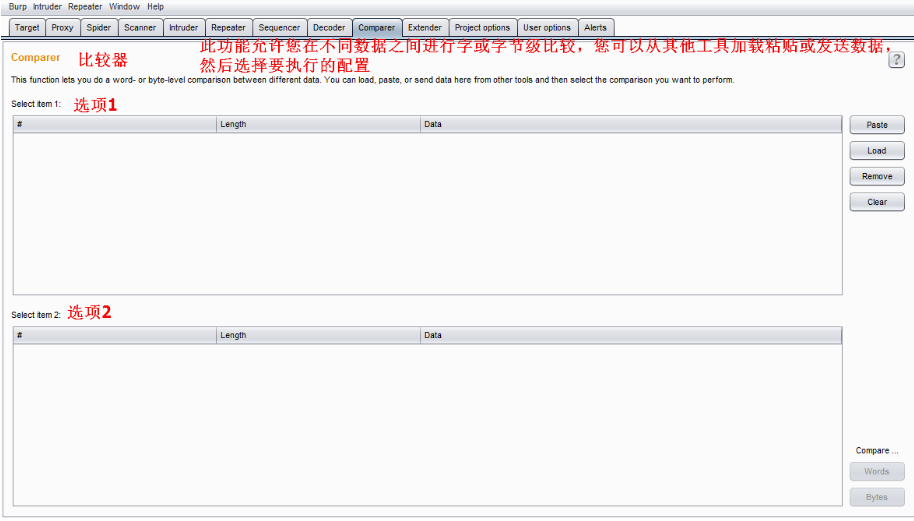 Burp Intruder Repeater Window Help
Target Proxy Spider Scanner Intruder Repeater Sequencer Decoder Comparer Extender Project options User options Alerts
此功能允许您在不同数据之间进行字或字节级比较，您可以从其他工具加载粘贴或发送数据，
Comparer 比较器 然后选择要执行的配置 ?
This function lets you do a word- or byte-level comparison between different data. You can load, paste, or send data here from other tools and then select the comparison you want to perform.
Select item 1: 选项1
# Length Data Paste
Load
Remove
Clear
Select item 2: 选项2
# Length Data
Compare ...
Words
Bytes